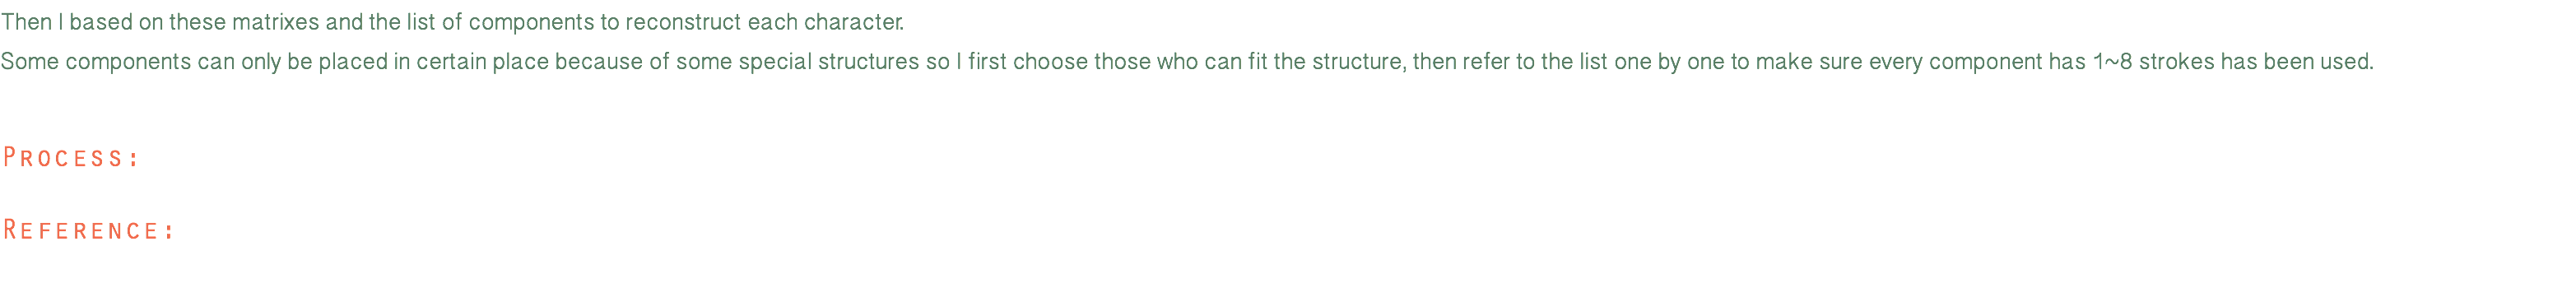 Then I based on these matrixes and the list of components to reconstruct each character.
Some components can only be placed in certain place because of some special structures so I first choose those who can fit the structure, then refer to the list one by one to make sure every component has 1~8 strokes has been used.
Process:
Reference: